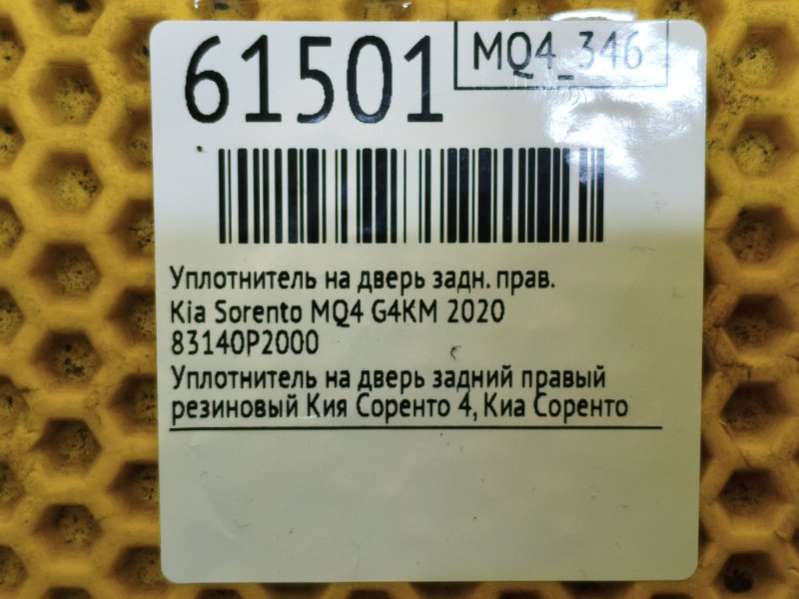 61501
MQ4_346
Уплотнитель на дверь задн. прав.
Kia Sorento MQ4 G4KM 2020
83140P2000
Уплотнитель на дверь задний правый
резиновый Кия Соренто 4, Киа Соренто